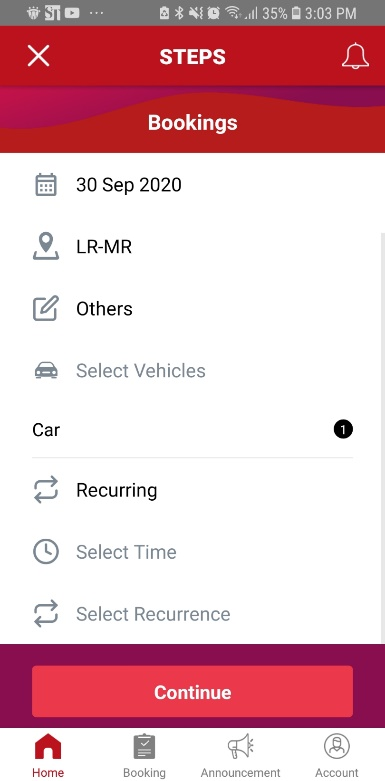 ST
35% 3:03 PM
STEPS
Bookings
30 Sep 2020
LR-MR
Others
Select Vehicles
Car
1
Recurring
Select Time
Select Recurrence
Continue
Home Booking Announcement Account